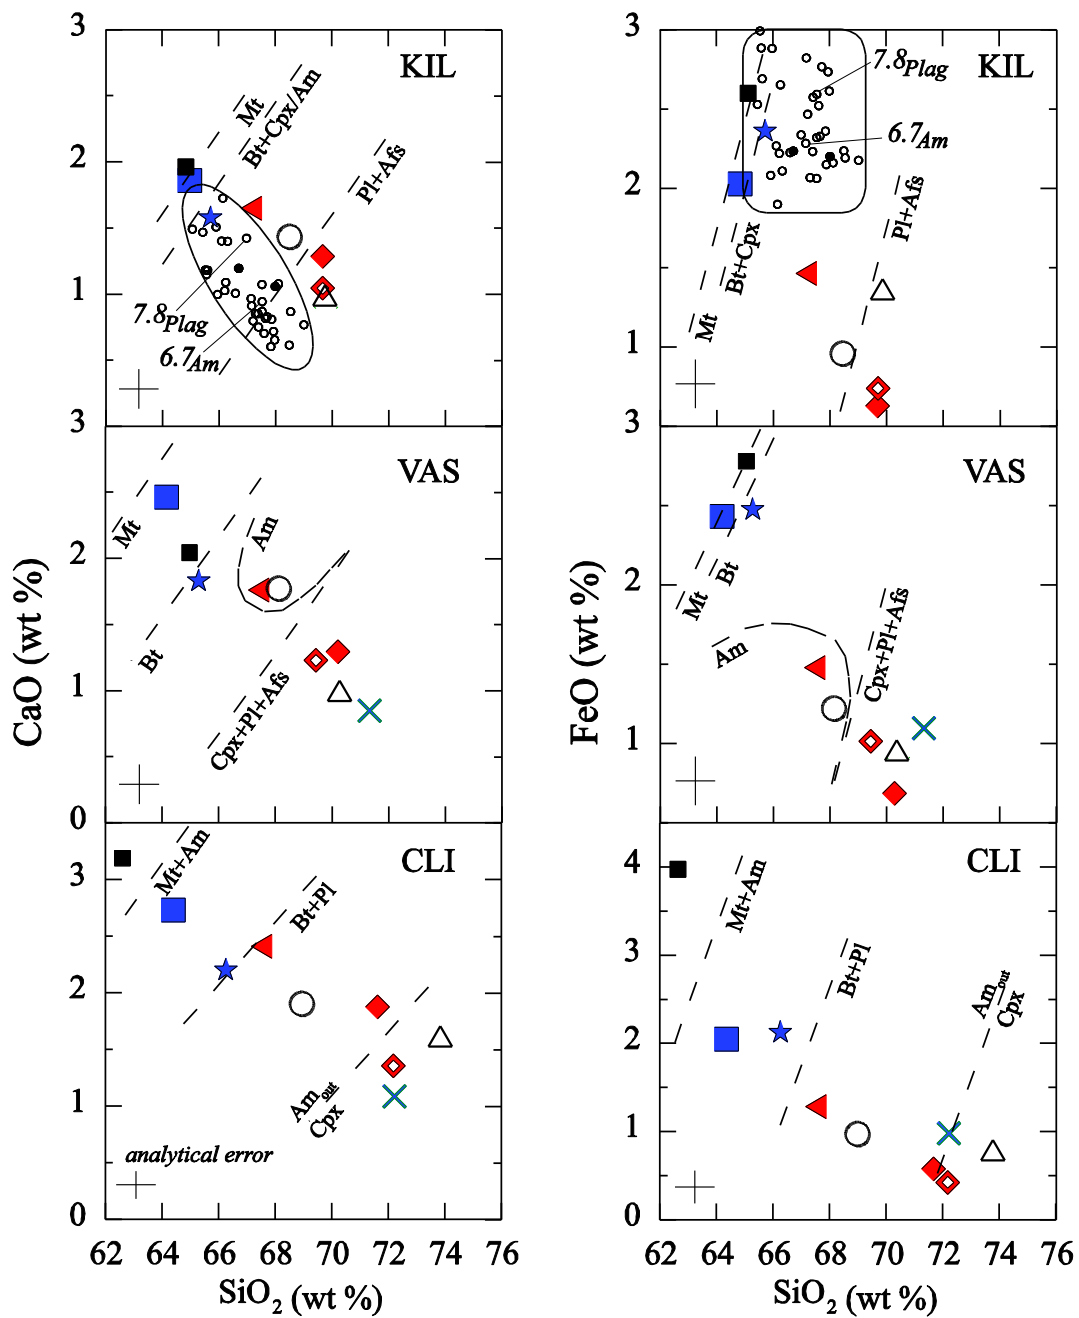 3
KIL
Mt
Bt+Cpx/Am
Pl+Afs
2
1
7.8Plag
6.7Am
3
KIL
7.8Plag
6.7Am
2
Pl+Afs
Bt+Cpx
Mt
1
3
VAS
Mt
Am
2
Bt
Cpx+Pl+Afs
1
0
CaO (wt %)
3
VAS
2
Mt
Bt
Am
Cpx+Pl+Afs
1
FeO (wt %)
CLI
Mt+Am
3
Bt+Pl
2
Am out
Cpx
1
analytical error
0
62 64 66 68 70 72 74 76
SiO2 (wt %)
CLI
4
Mt+Am
3
Bt+Pl
Am out
Cpx
2
1
0
62 64 66 68 70 72 74 76
SiO2 (wt %)